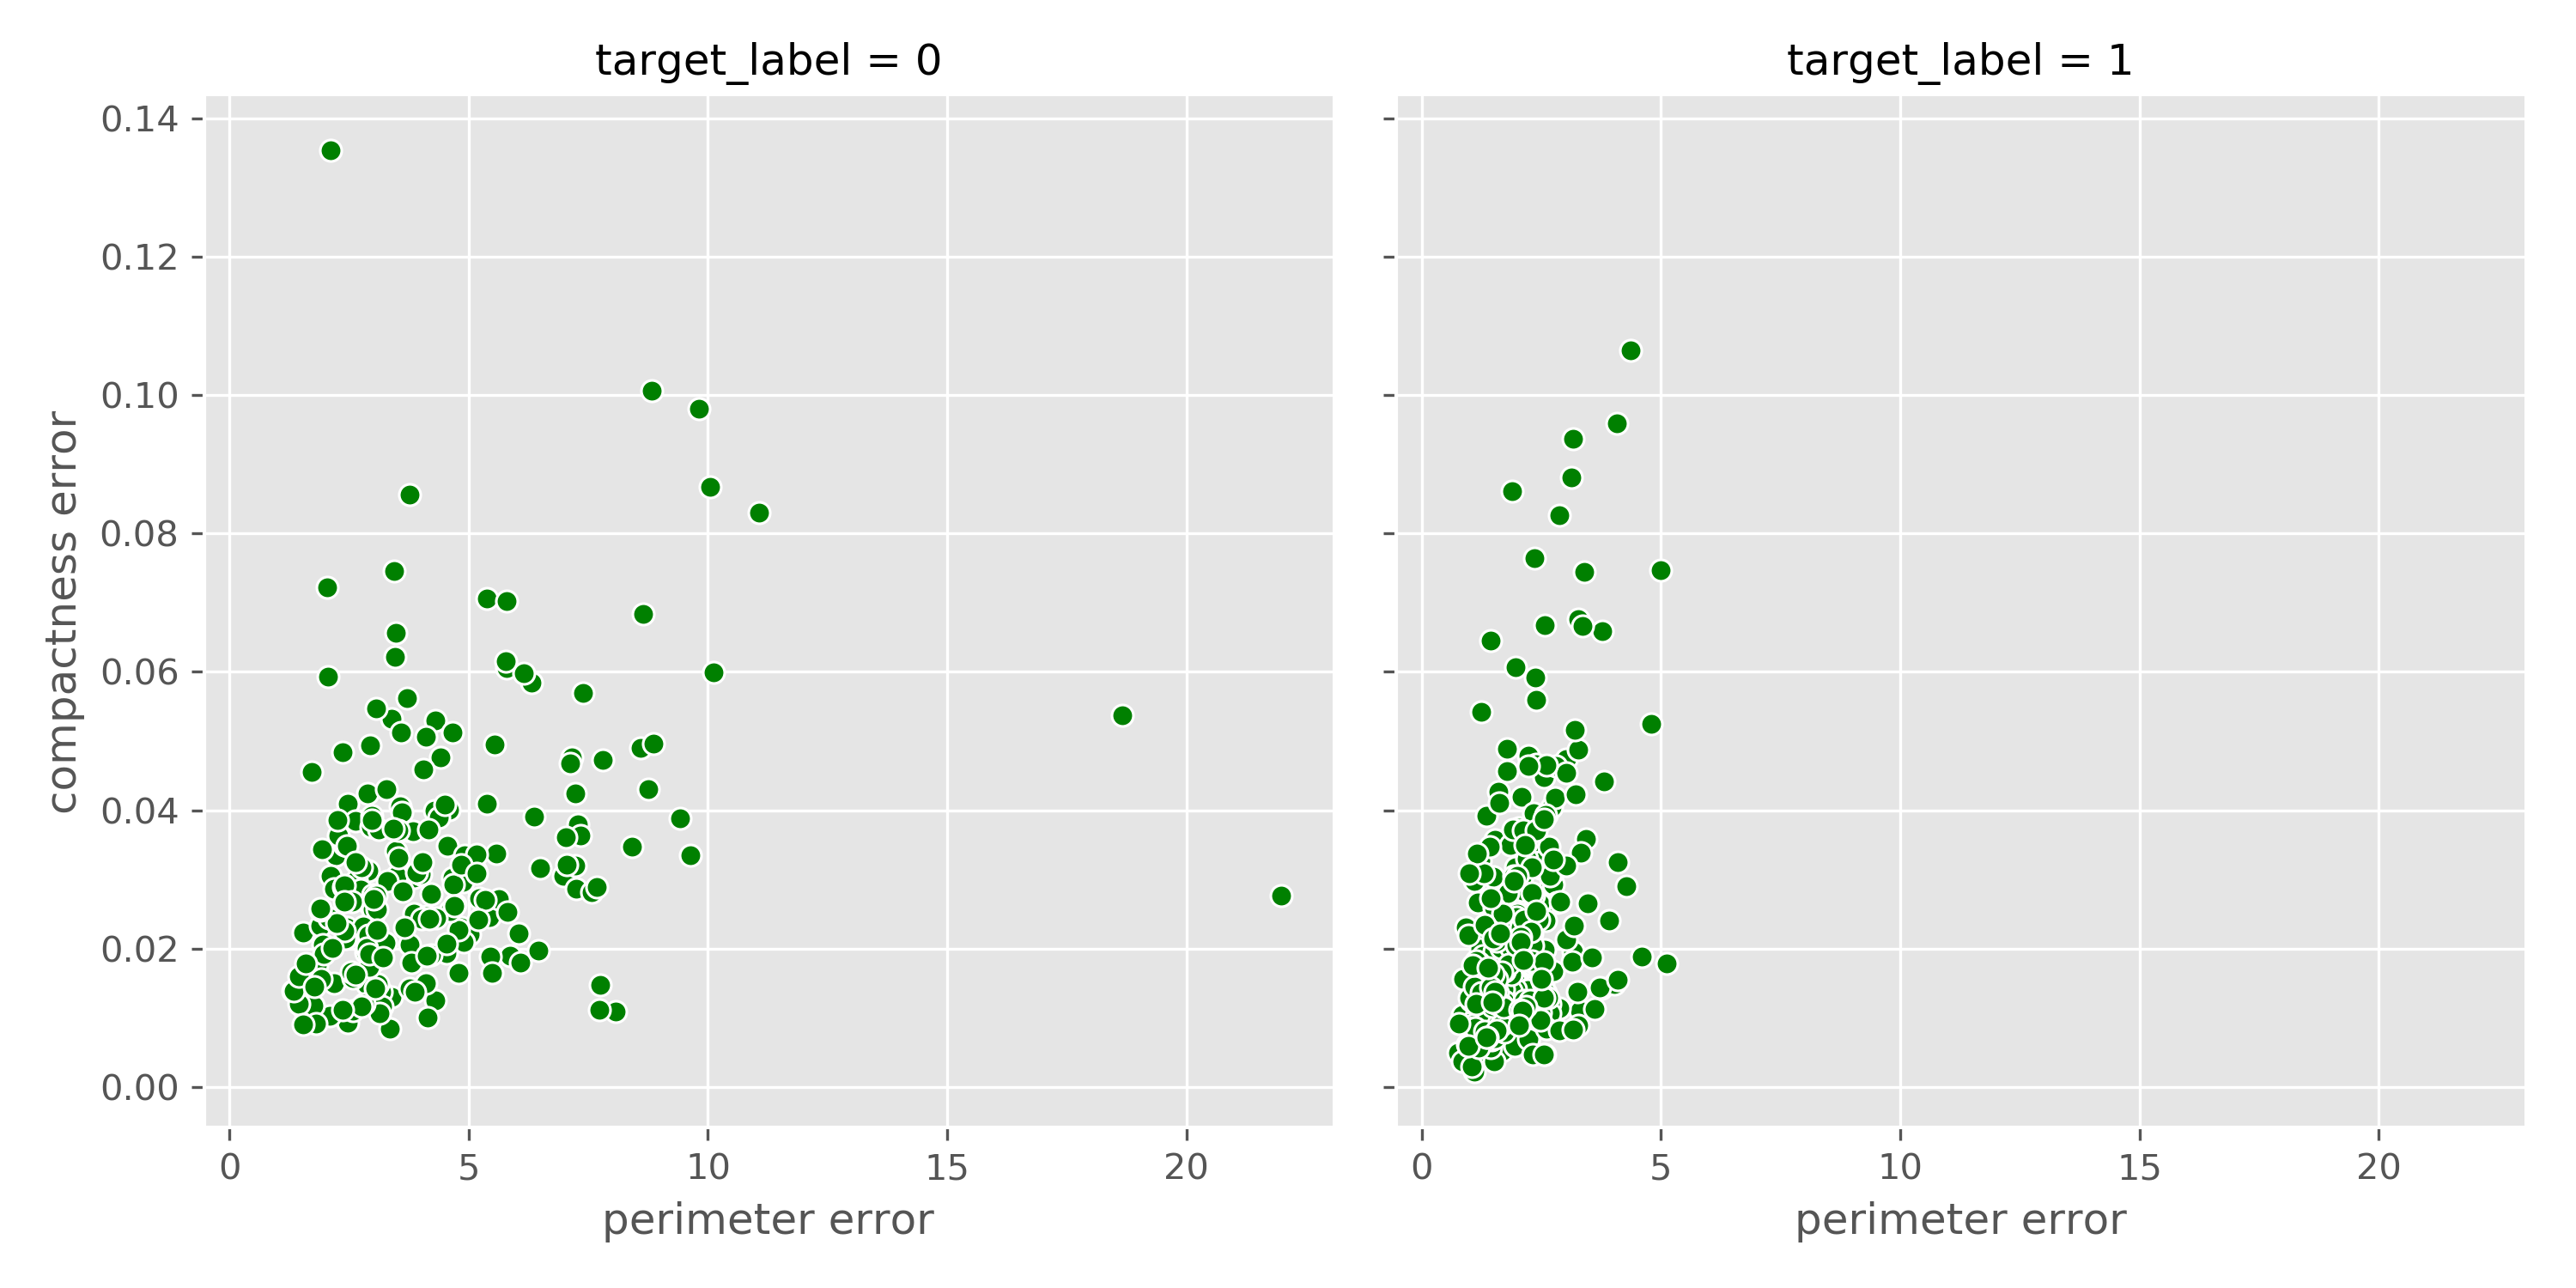 target_label = 0
target_label = 1
0.14
0.12
0.10
0.08
0.06
0.04
0.02
0.00
compactness error
0 5 10 15 20
0 5 10 15 20
perimeter error
perimeter error